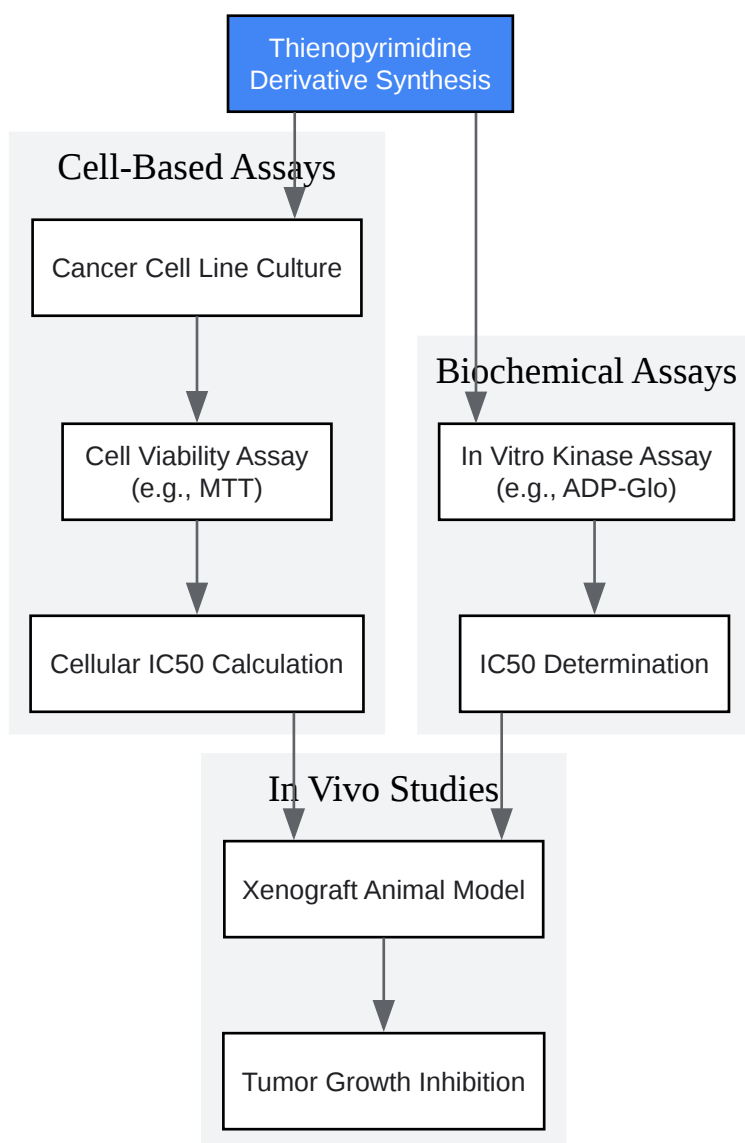 Thienopyrimidine
Derivative Synthesis
Cell-Based Assays
Cancer Cell Line Culture
Cell Viability Assay
(e.g., MTT)
Cellular IC50 Calculation
Biochemical Assays
In Vitro Kinase Assay
(e.g., ADP-Glo)
IC50 Determination
In Vivo Studies
Xenograft Animal Model
Tumor Growth Inhibition